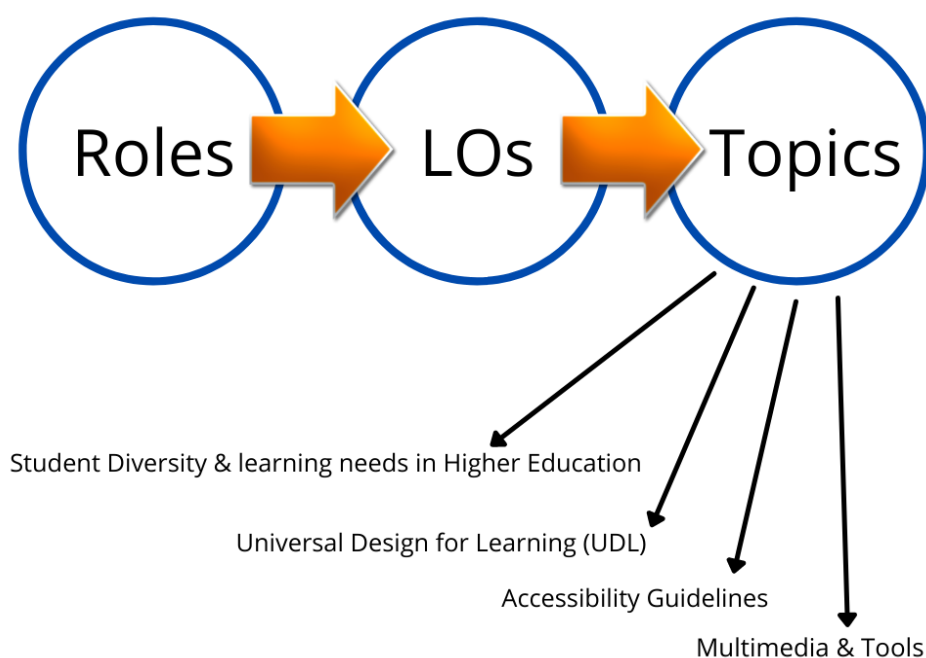 Roles
LOs
Topics
Student Diversity & learning needs in Higher Education
Universal Design for Learning (UDL)
Accessibility Guidelines
Multimedia & Tools